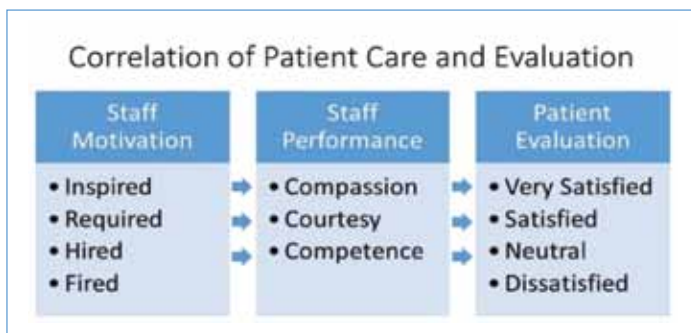 Correlation of Patient Care and Evaluation
Staff
Motivation
• Inspired
• Required
• Hired
• Fired
Staff
Performance
• Compassion
• Courtesy
• Competence
Patient
Evaluation
• Very Satisfied
• Satisfied
• Neutral
• Dissatisfied